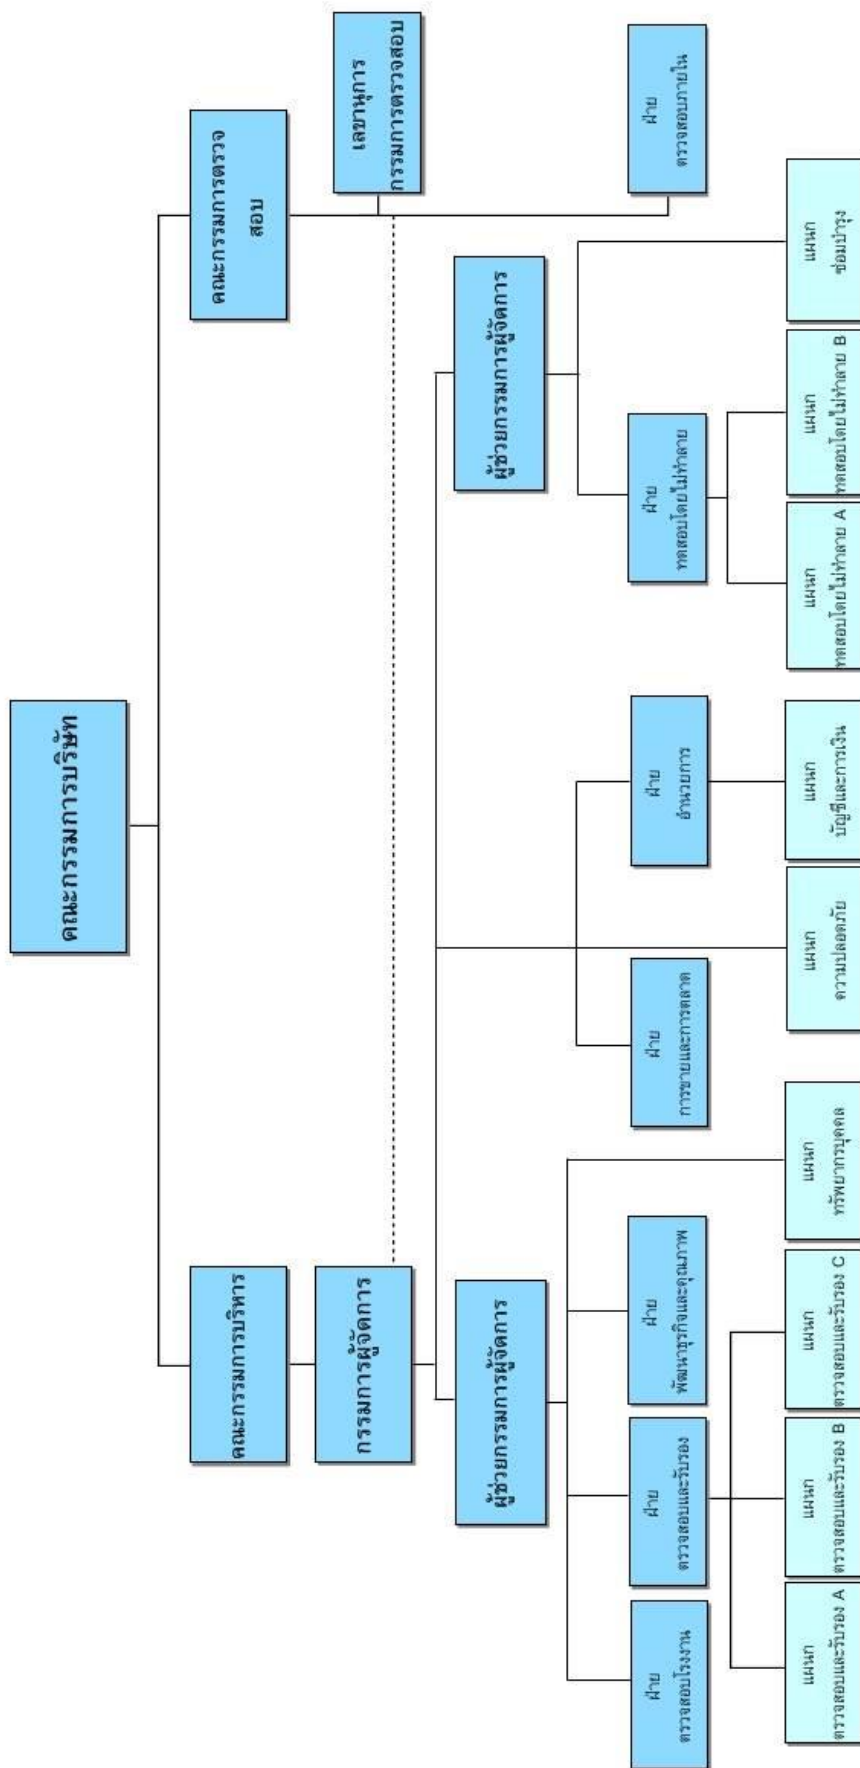 คณะกรรมการบริษัท
คณะกรรมการบริหาร
คณะกรรมการตรวจ
สอบ
กรรมการผู้จัดการ
เลขานุการ
กรรมการตรวจสอบ
ผู้ช่วยกรรมการผู้จัดการ
ผู้ช่วยกรรมการผู้จัดการ
ฝ่าย
ตรวจสอบโรงงาน
ฝ่าย
ตรวจสอบและรับรอง
ฝ่าย
พัฒนาธุรกิจและคุณภาพ
ฝ่าย
การขายและการตลาด
ฝ่าย
อำนวยการ
ฝ่าย
ทดสอบโดยไม่ทำลาย
ฝ่าย
ตรวจสอบภายใน
แผนก
ตรวจสอบและรับรอง A
แผนก
ตรวจสอบและรับรอง B
แผนก
ตรวจสอบและรับรอง C
แผนก
ทรัพยากรบุคคล
แผนก
ความปลอดภัย
แผนก
บัญชีและการเงิน
แผนก
ทดสอบโดยไม่ทำลาย A
แผนก
ทดสอบโดยไม่ทำลาย B
แผนก
ซ่อมบำรุง